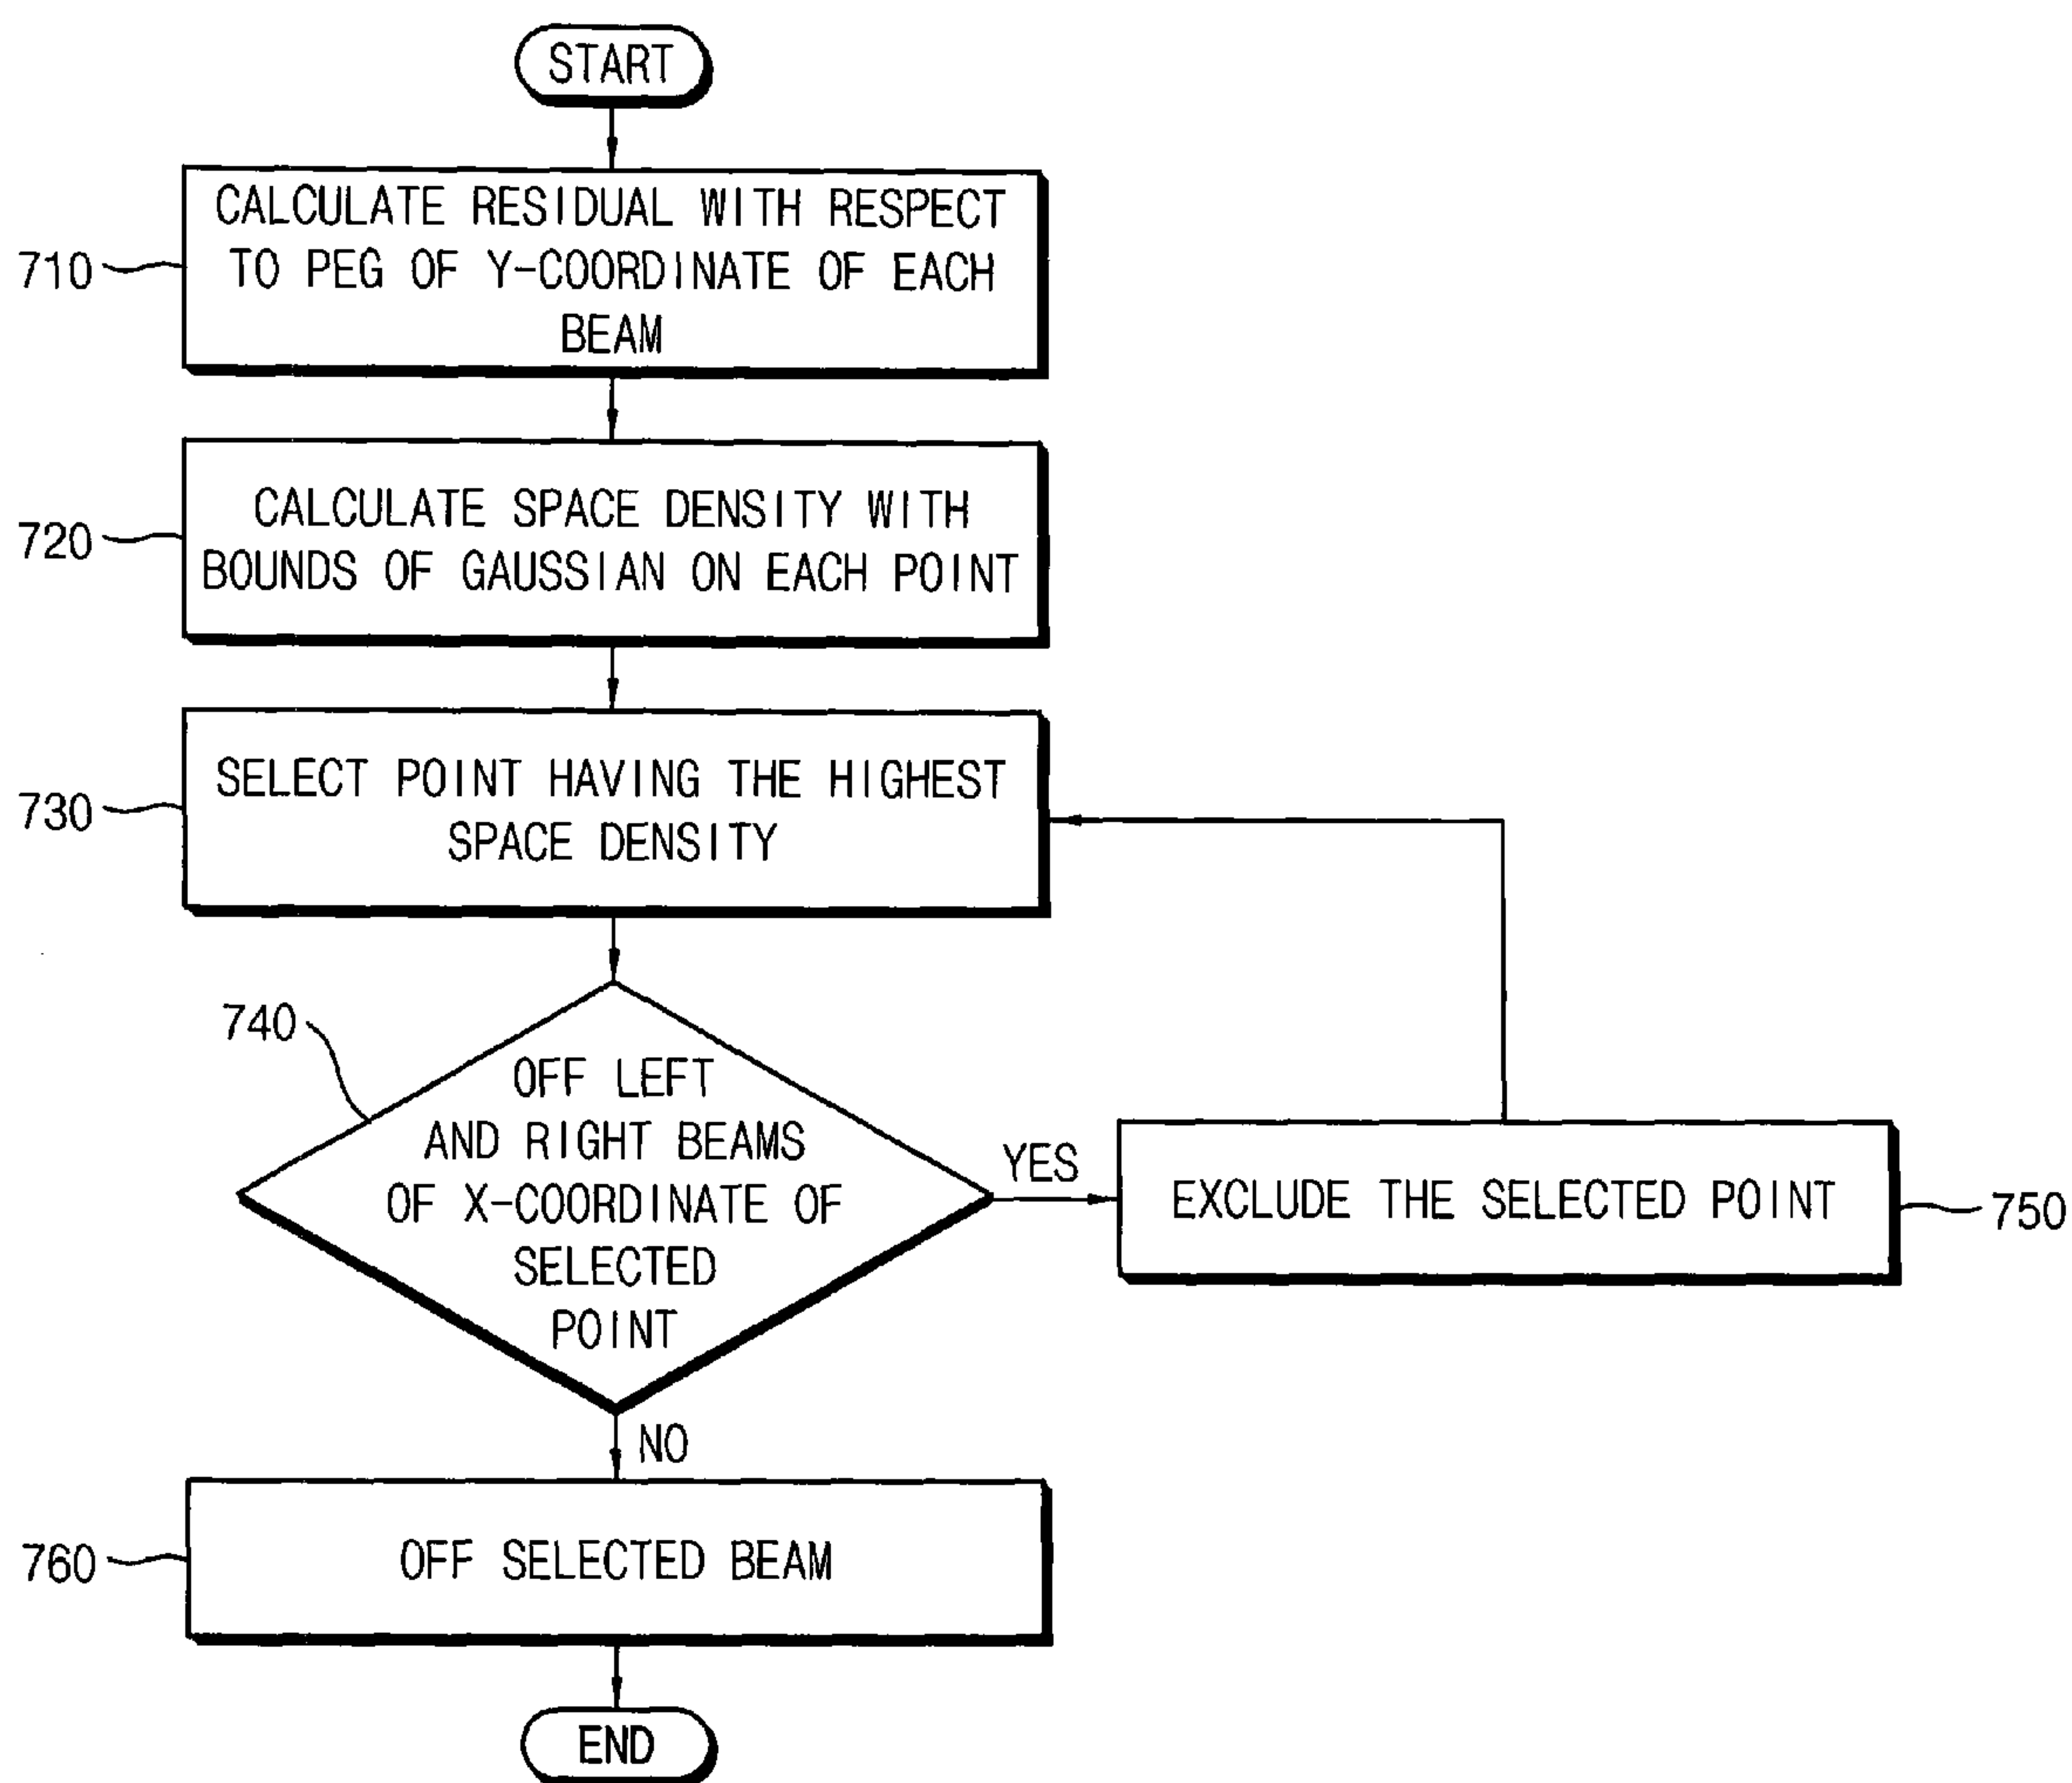 START
710
CALCULATE RESIDUAL WITH RESPECT
TO PEG OF Y-COORDINATE OF EACH
BEAM
720
CALCULATE SPACE DENSITY WITH
BOUNDS OF GAUSSIAN ON EACH POINT
730
SELECT POINT HAVING THE HIGHEST
SPACE DENSITY
740
OFF LEFT
AND RIGHT BEAMS
OF X-COORDINATE OF
SELECTED
POINT
YES
EXCLUDE THE SELECTED POINT
750
NO
760
OFF SELECTED BEAM
END